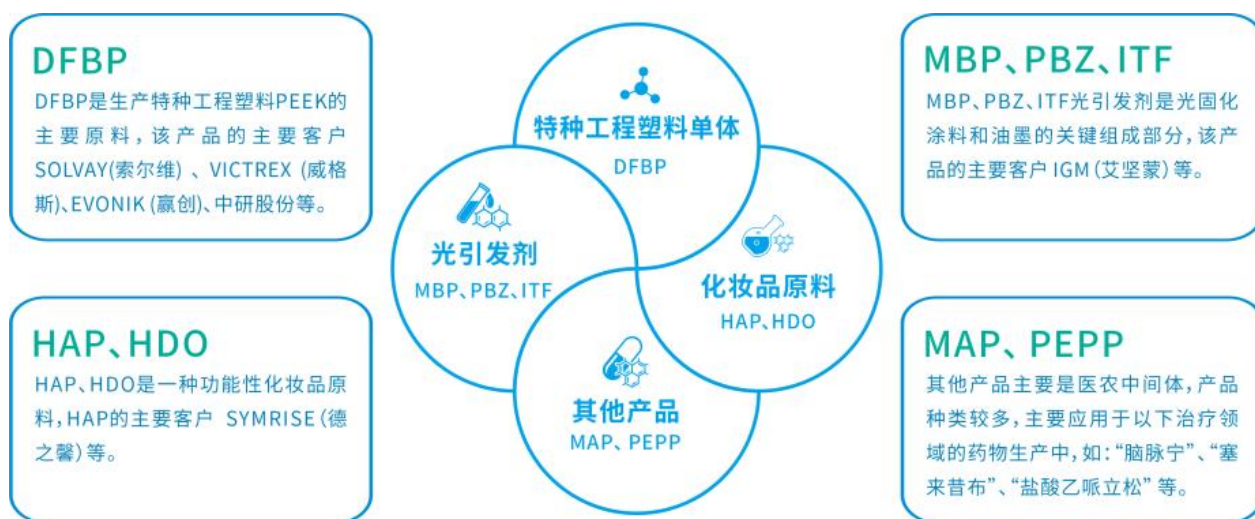 DFBP
DFBP是生产特种工程塑料PEEK的
主要原料，该产品的主要客户
SOLVAY(索尔维) 、VICTREX (威格
斯)、EVONIK (赢创)、中研股份等。
特种工程塑料单体
DFBP
MBP、PBZ、ITF
MBP、PBZ、ITF光引发剂是光固化
涂料和油墨的关键组成部分，该产
品的主要客户 IGM（艾坚蒙）等。
光引发剂
MBP、PBZ、ITF
化妆品原料
HAP、HDO
HAP、HDO
HAP、HDO是一种功能性化妆品原
料，HAP的主要客户 SYMRISE（德
之馨）等。
其他产品
MAP、PEPP
MAP、PEPP
其他产品主要是医农中间体，产品
种类较多，主要应用于以下治疗领
域的药物生产中，如：“脑脉宁”、“塞
来昔布”、“盐酸乙哌立松” 等。